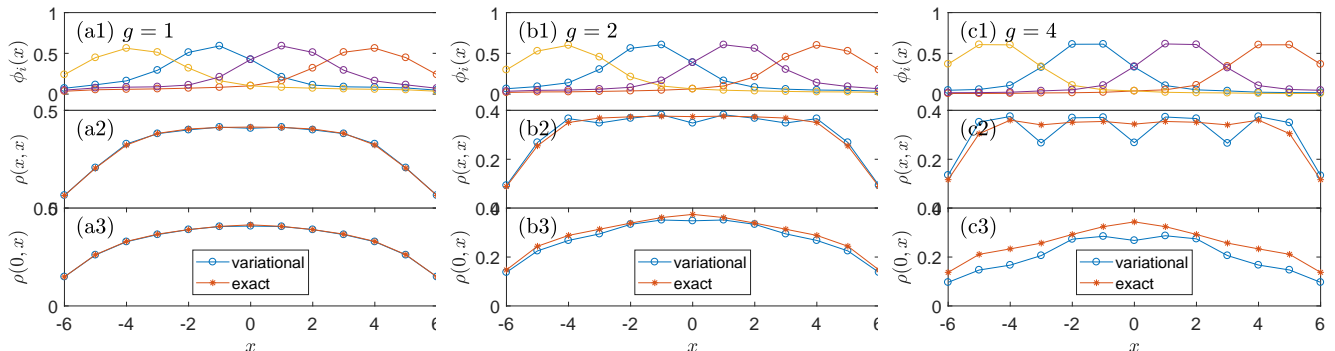 (a1) g = 1
1
0.5
0
ϕᵢ(x)
(a2)
0.5
0
ρ(x, x)
(a3)
0.5
0
ρ(0, x)
variational
exact
-6 -4 -2 0 2 4 6
x
(b1) g = 2
1
0.5
0
ϕᵢ(x)
(b2)
0.4
0.2
0
ρ(x, x)
(b3)
0.4
0.2
0
ρ(0, x)
variational
exact
-6 -4 -2 0 2 4 6
x
(c1) g = 4
1
0.5
0
ϕᵢ(x)
(c2)
0.4
0.2
0
ρ(x, x)
(c3)
0.4
0.2
0
ρ(0, x)
variational
exact
-6 -4 -2 0 2 4 6
x